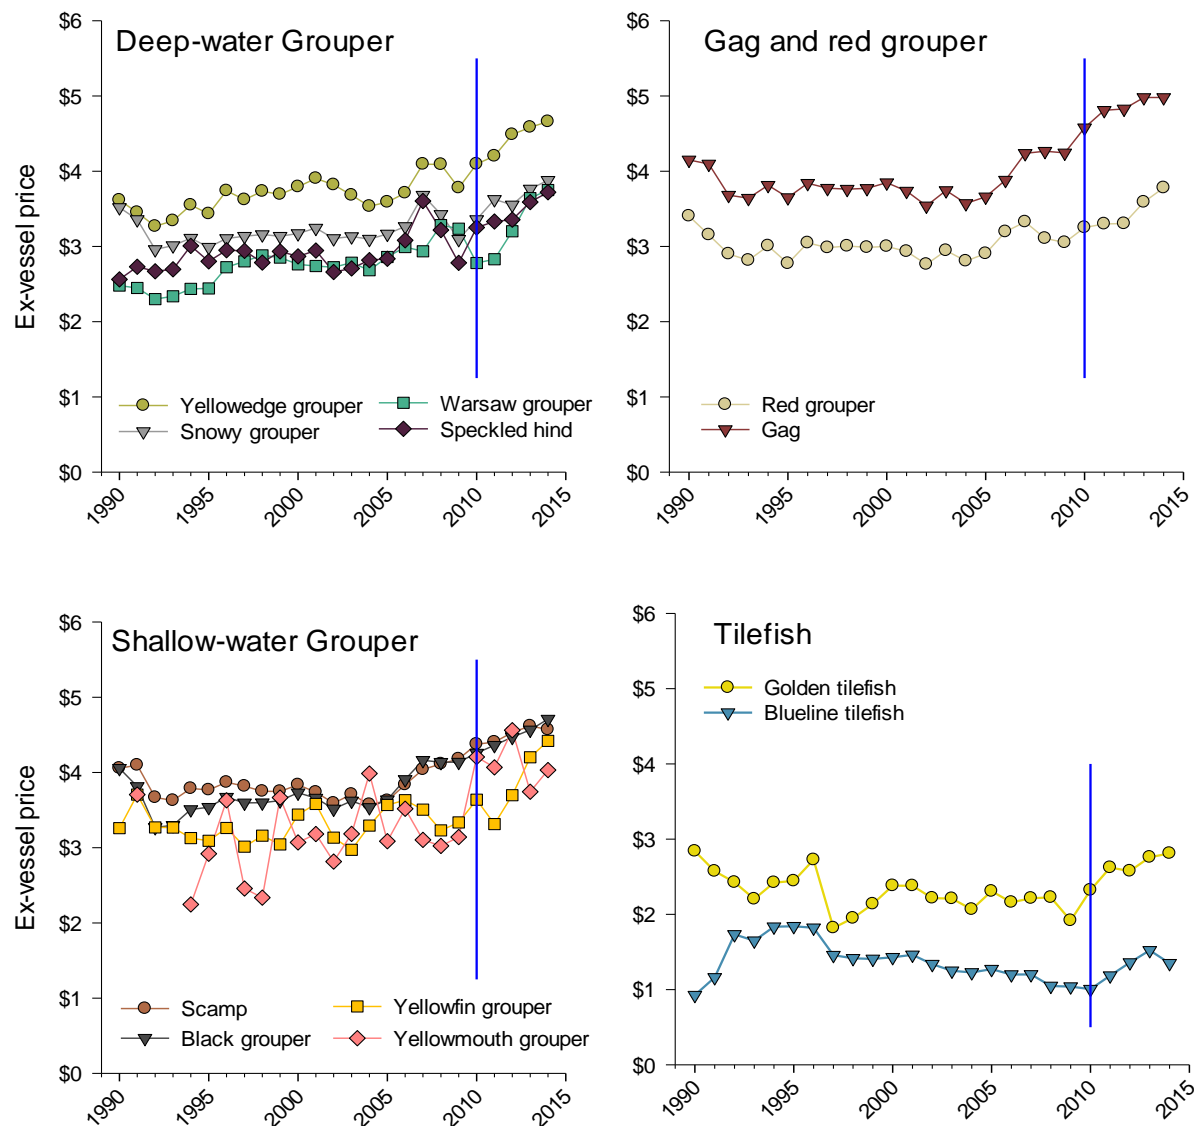 Deep-water Grouper
Ex-vessel price
$6
$5
$4
$3
$2
$1
$0
Yellowedge grouper
Snowy grouper
Warsaw grouper
Speckled hind
1990
1995
2000
2005
2010
2015
Gag and red grouper
$6
$5
$4
$3
$2
$1
$0
Red grouper
Gag
1990
1995
2000
2005
2010
2015
Shallow-water Grouper
Ex-vessel price
$6
$5
$4
$3
$2
$1
$0
Scamp
Black grouper
Yellowfin grouper
Yellowmouth grouper
1990
1995
2000
2005
2010
2015
Tilefish
$6
$5
$4
$3
$2
$1
$0
Golden tilefish
Blueline tilefish
1990
1995
2000
2005
2010
2015